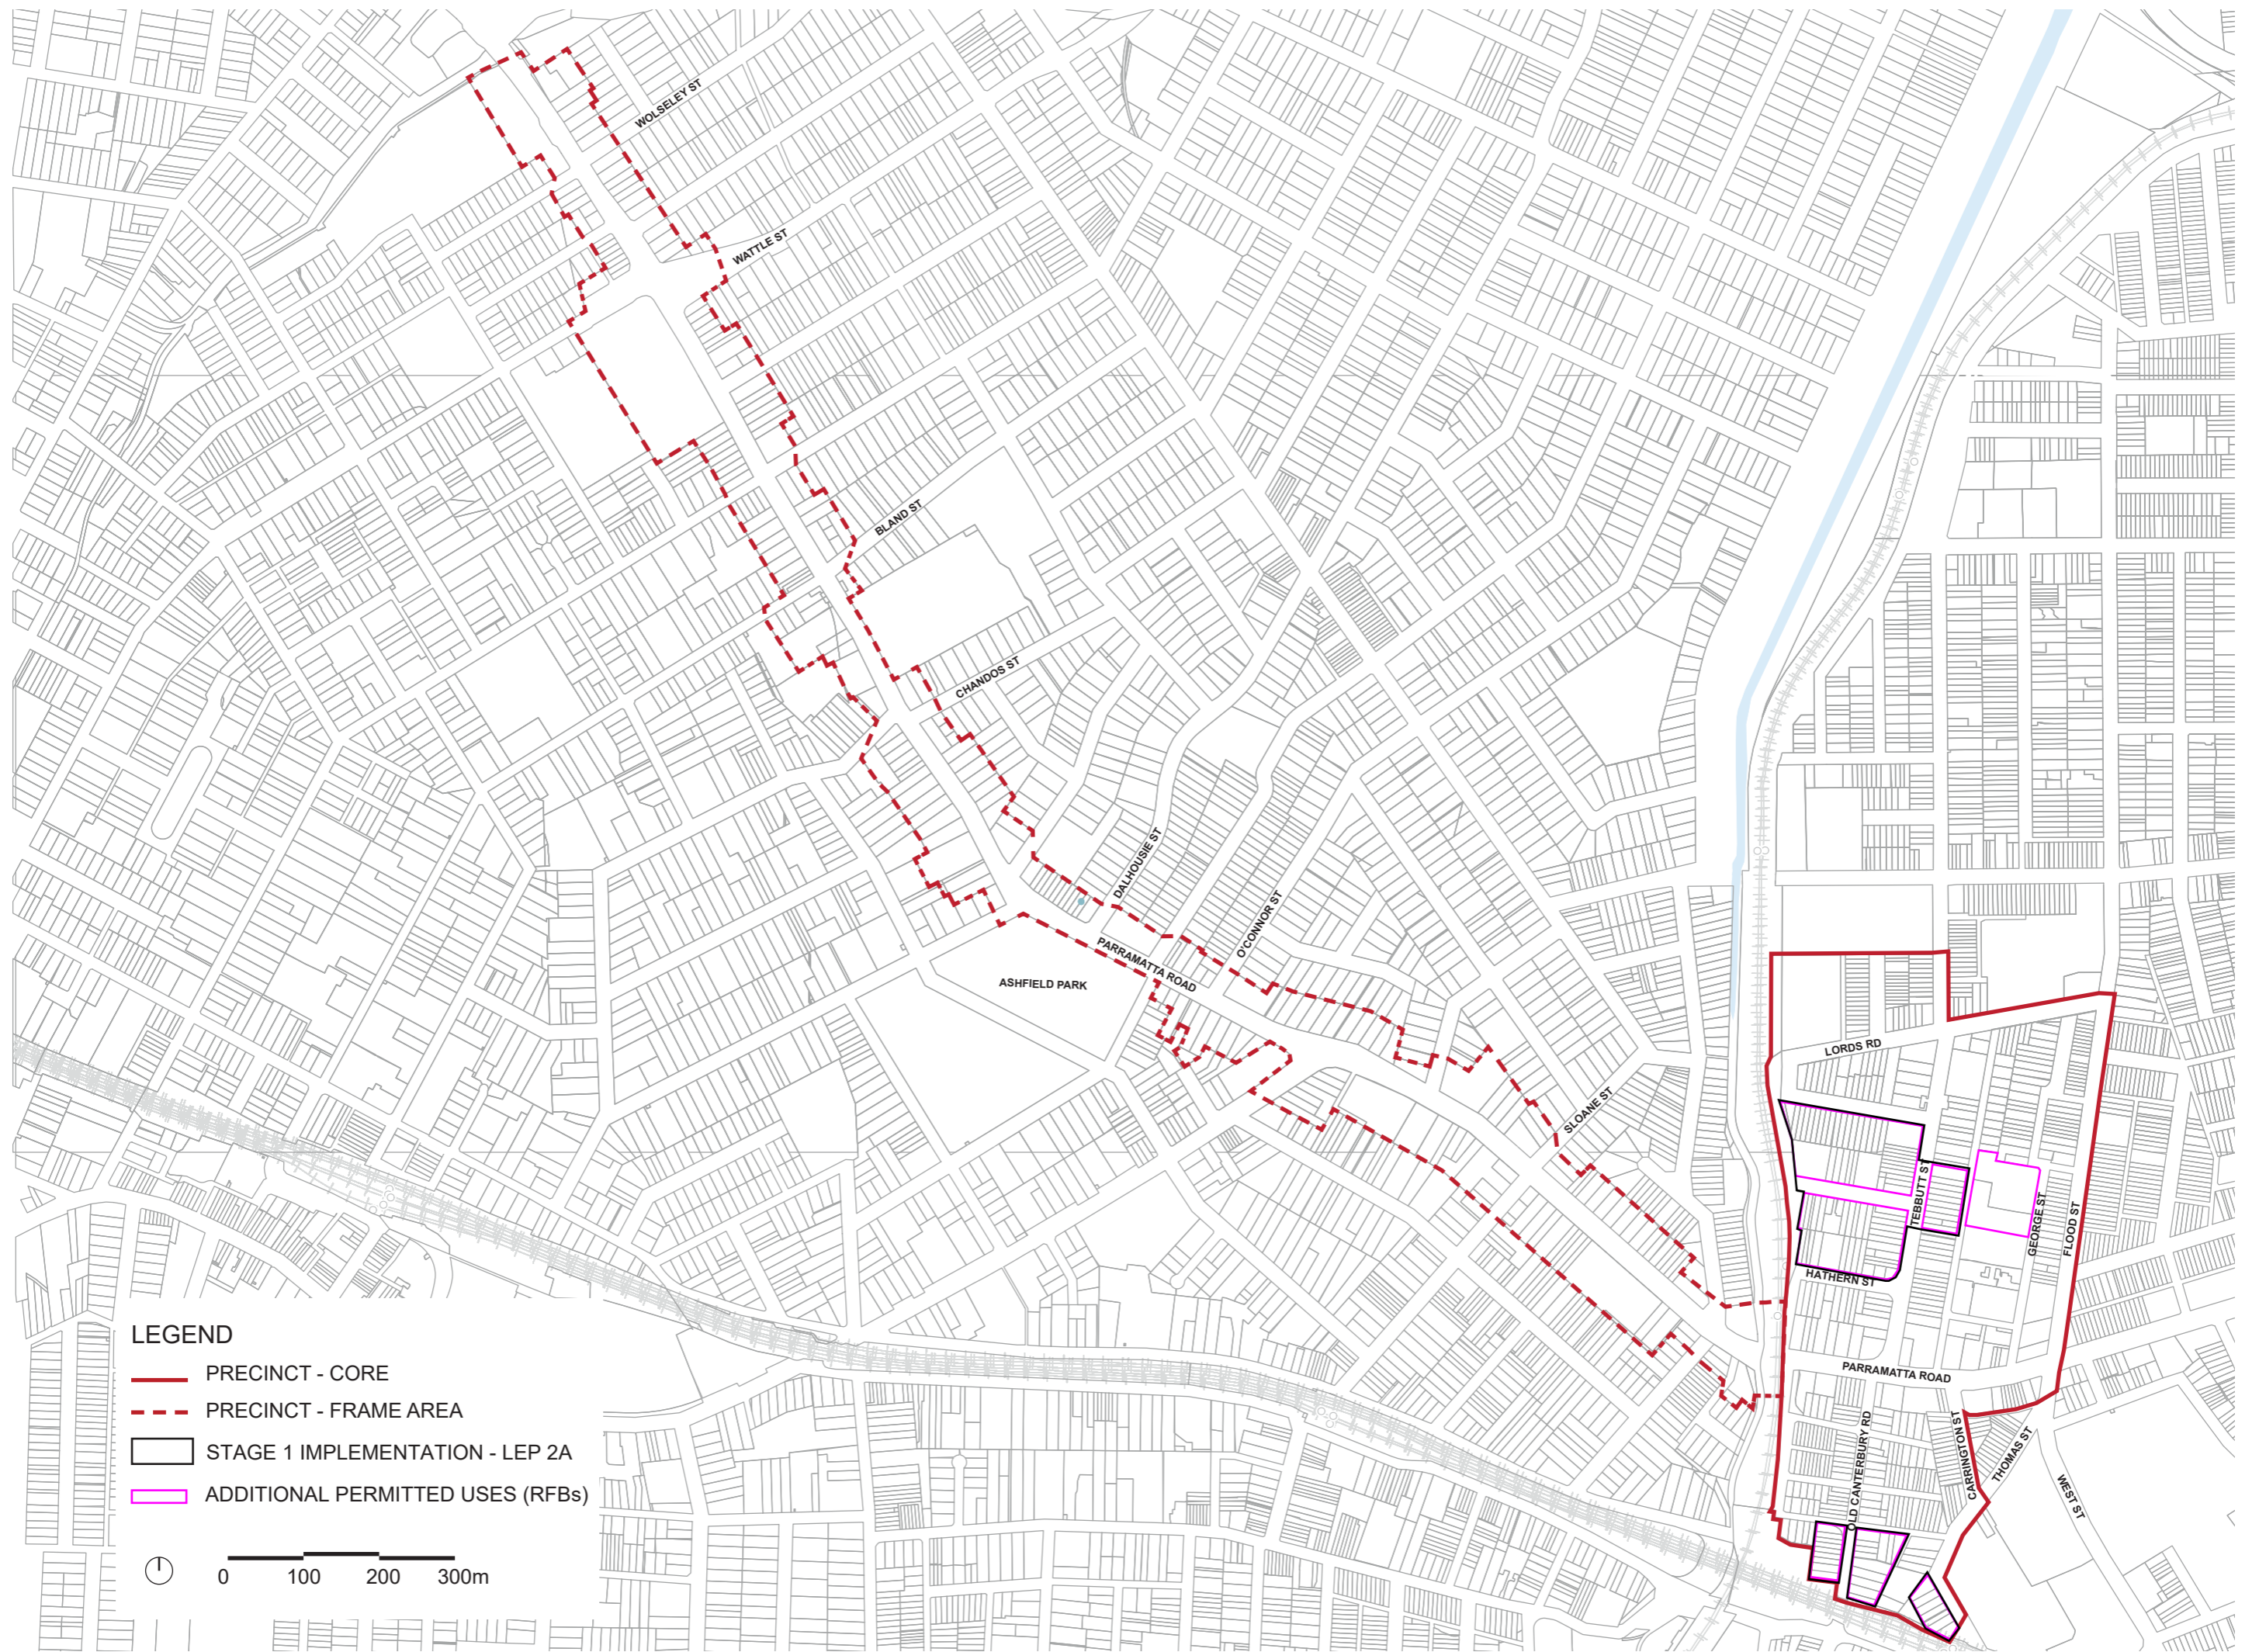 WOLSELEY ST
WATTLE ST
BLAND ST
CHANDOS ST
DALHOUSIE ST
O'CONNOR ST
PARRAMATTA ROAD
ASHFIELD PARK
LORDS RD
SLOANE ST
TEBBUTT ST
GEORGE ST
FLOOD ST
HATHERN ST
PARRAMATTA ROAD
OLD CANTERBURY RD
CARRINGTON ST
THOMAS ST
WEST ST
LEGEND
PRECINCT - CORE
PRECINCT - FRAME AREA
STAGE 1 IMPLEMENTATION - LEP 2A
ADDITIONAL PERMITTED USES (RFBs)
0 100 200 300m